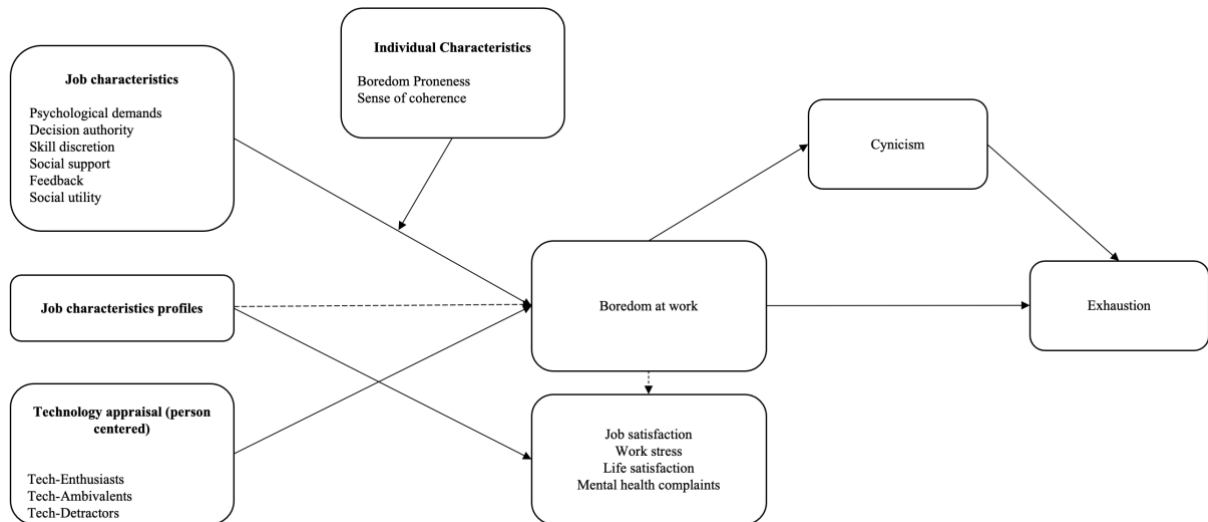 Individual Characteristics
Boredom Proneness
Sense of coherence
Job characteristics
Psychological demands
Decision authority
Skill discretion
Social support
Feedback
Social utility
Cynicism
Job characteristics profiles
Boredom at work
Exhaustion
Technology appraisal (person
centered)
Tech-Enthusiasts
Tech-Ambivalents
Tech-Detractors
Job satisfaction
Work stress
Life satisfaction
Mental health complaints